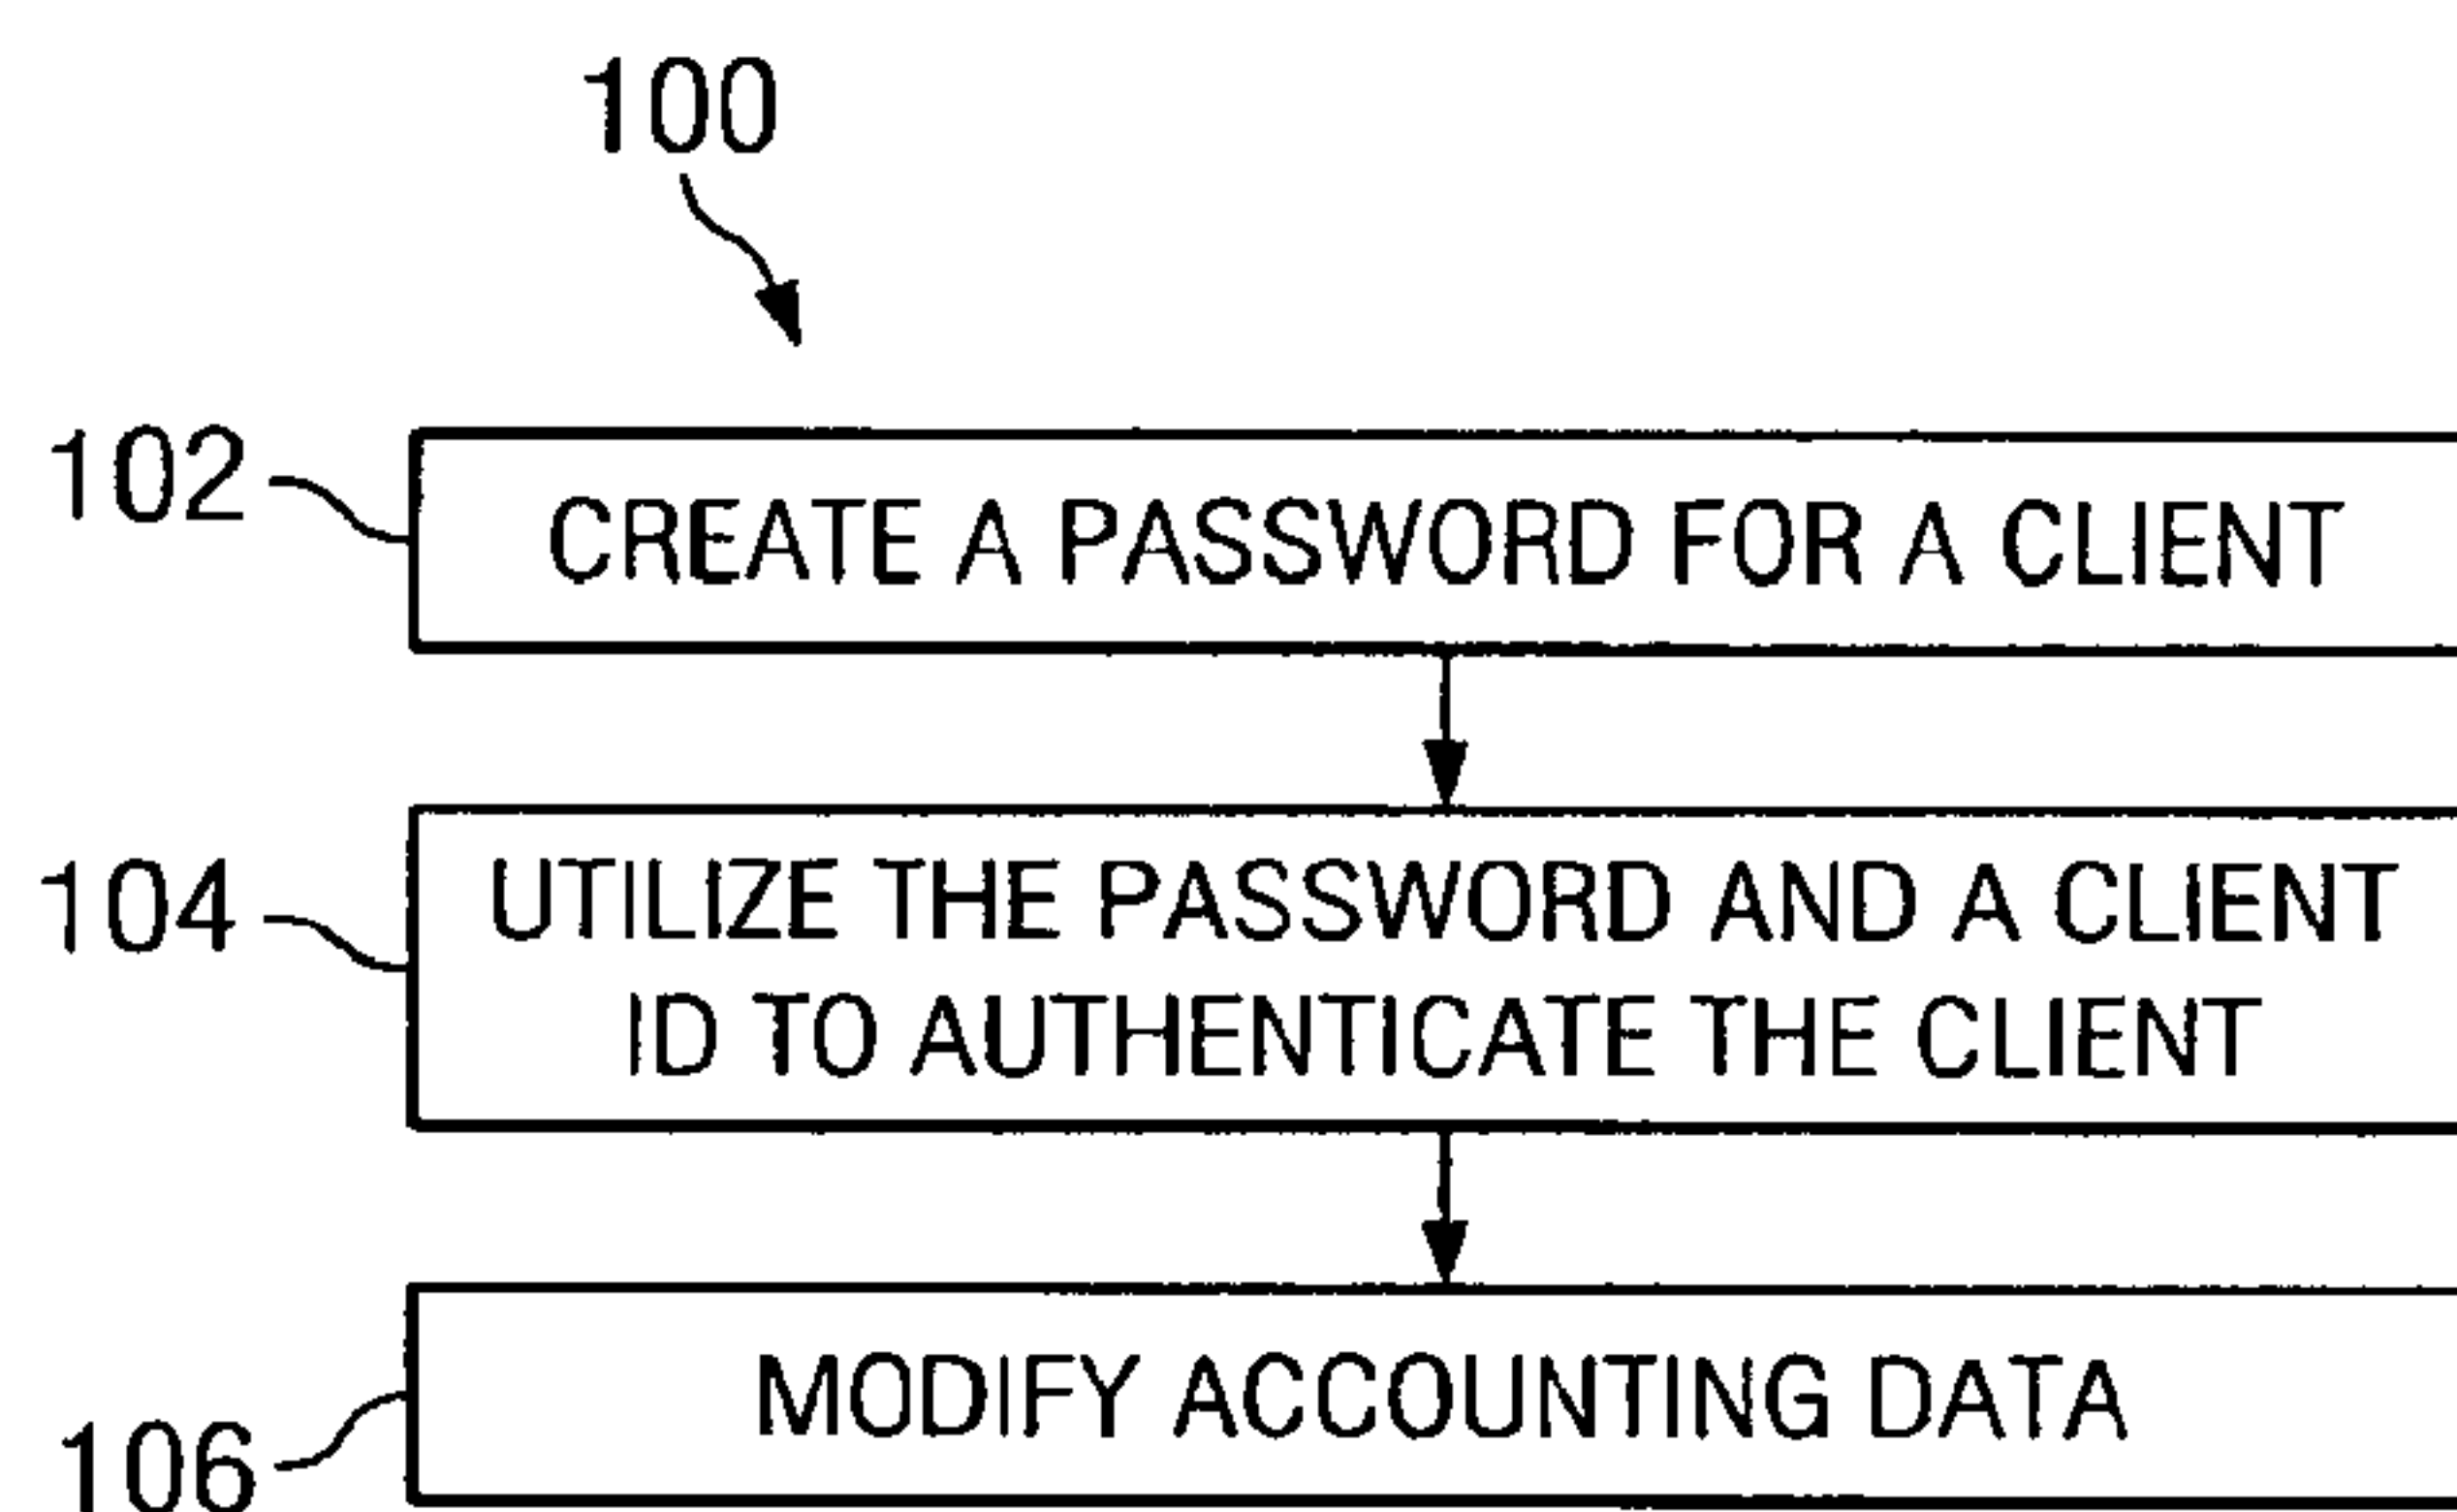 100
102
CREATE A PASSWORD FOR A CLIENT
104
UTILIZE THE PASSWORD AND A CLIENT
ID TO AUTHENTICATE THE CLIENT
MODIFY ACCOUNTING DATA
106